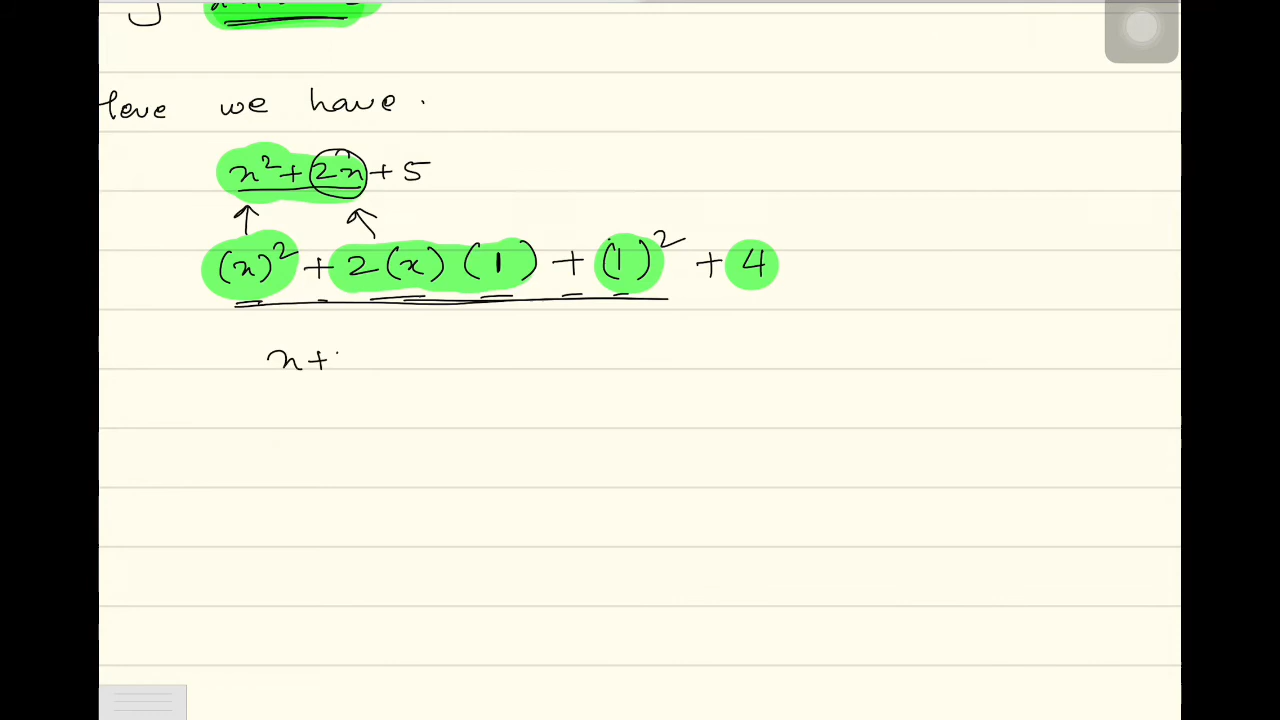 Here we have.
x² + 2x + 5
(x)² + 2(x)(1) + (1)² + 4
x +